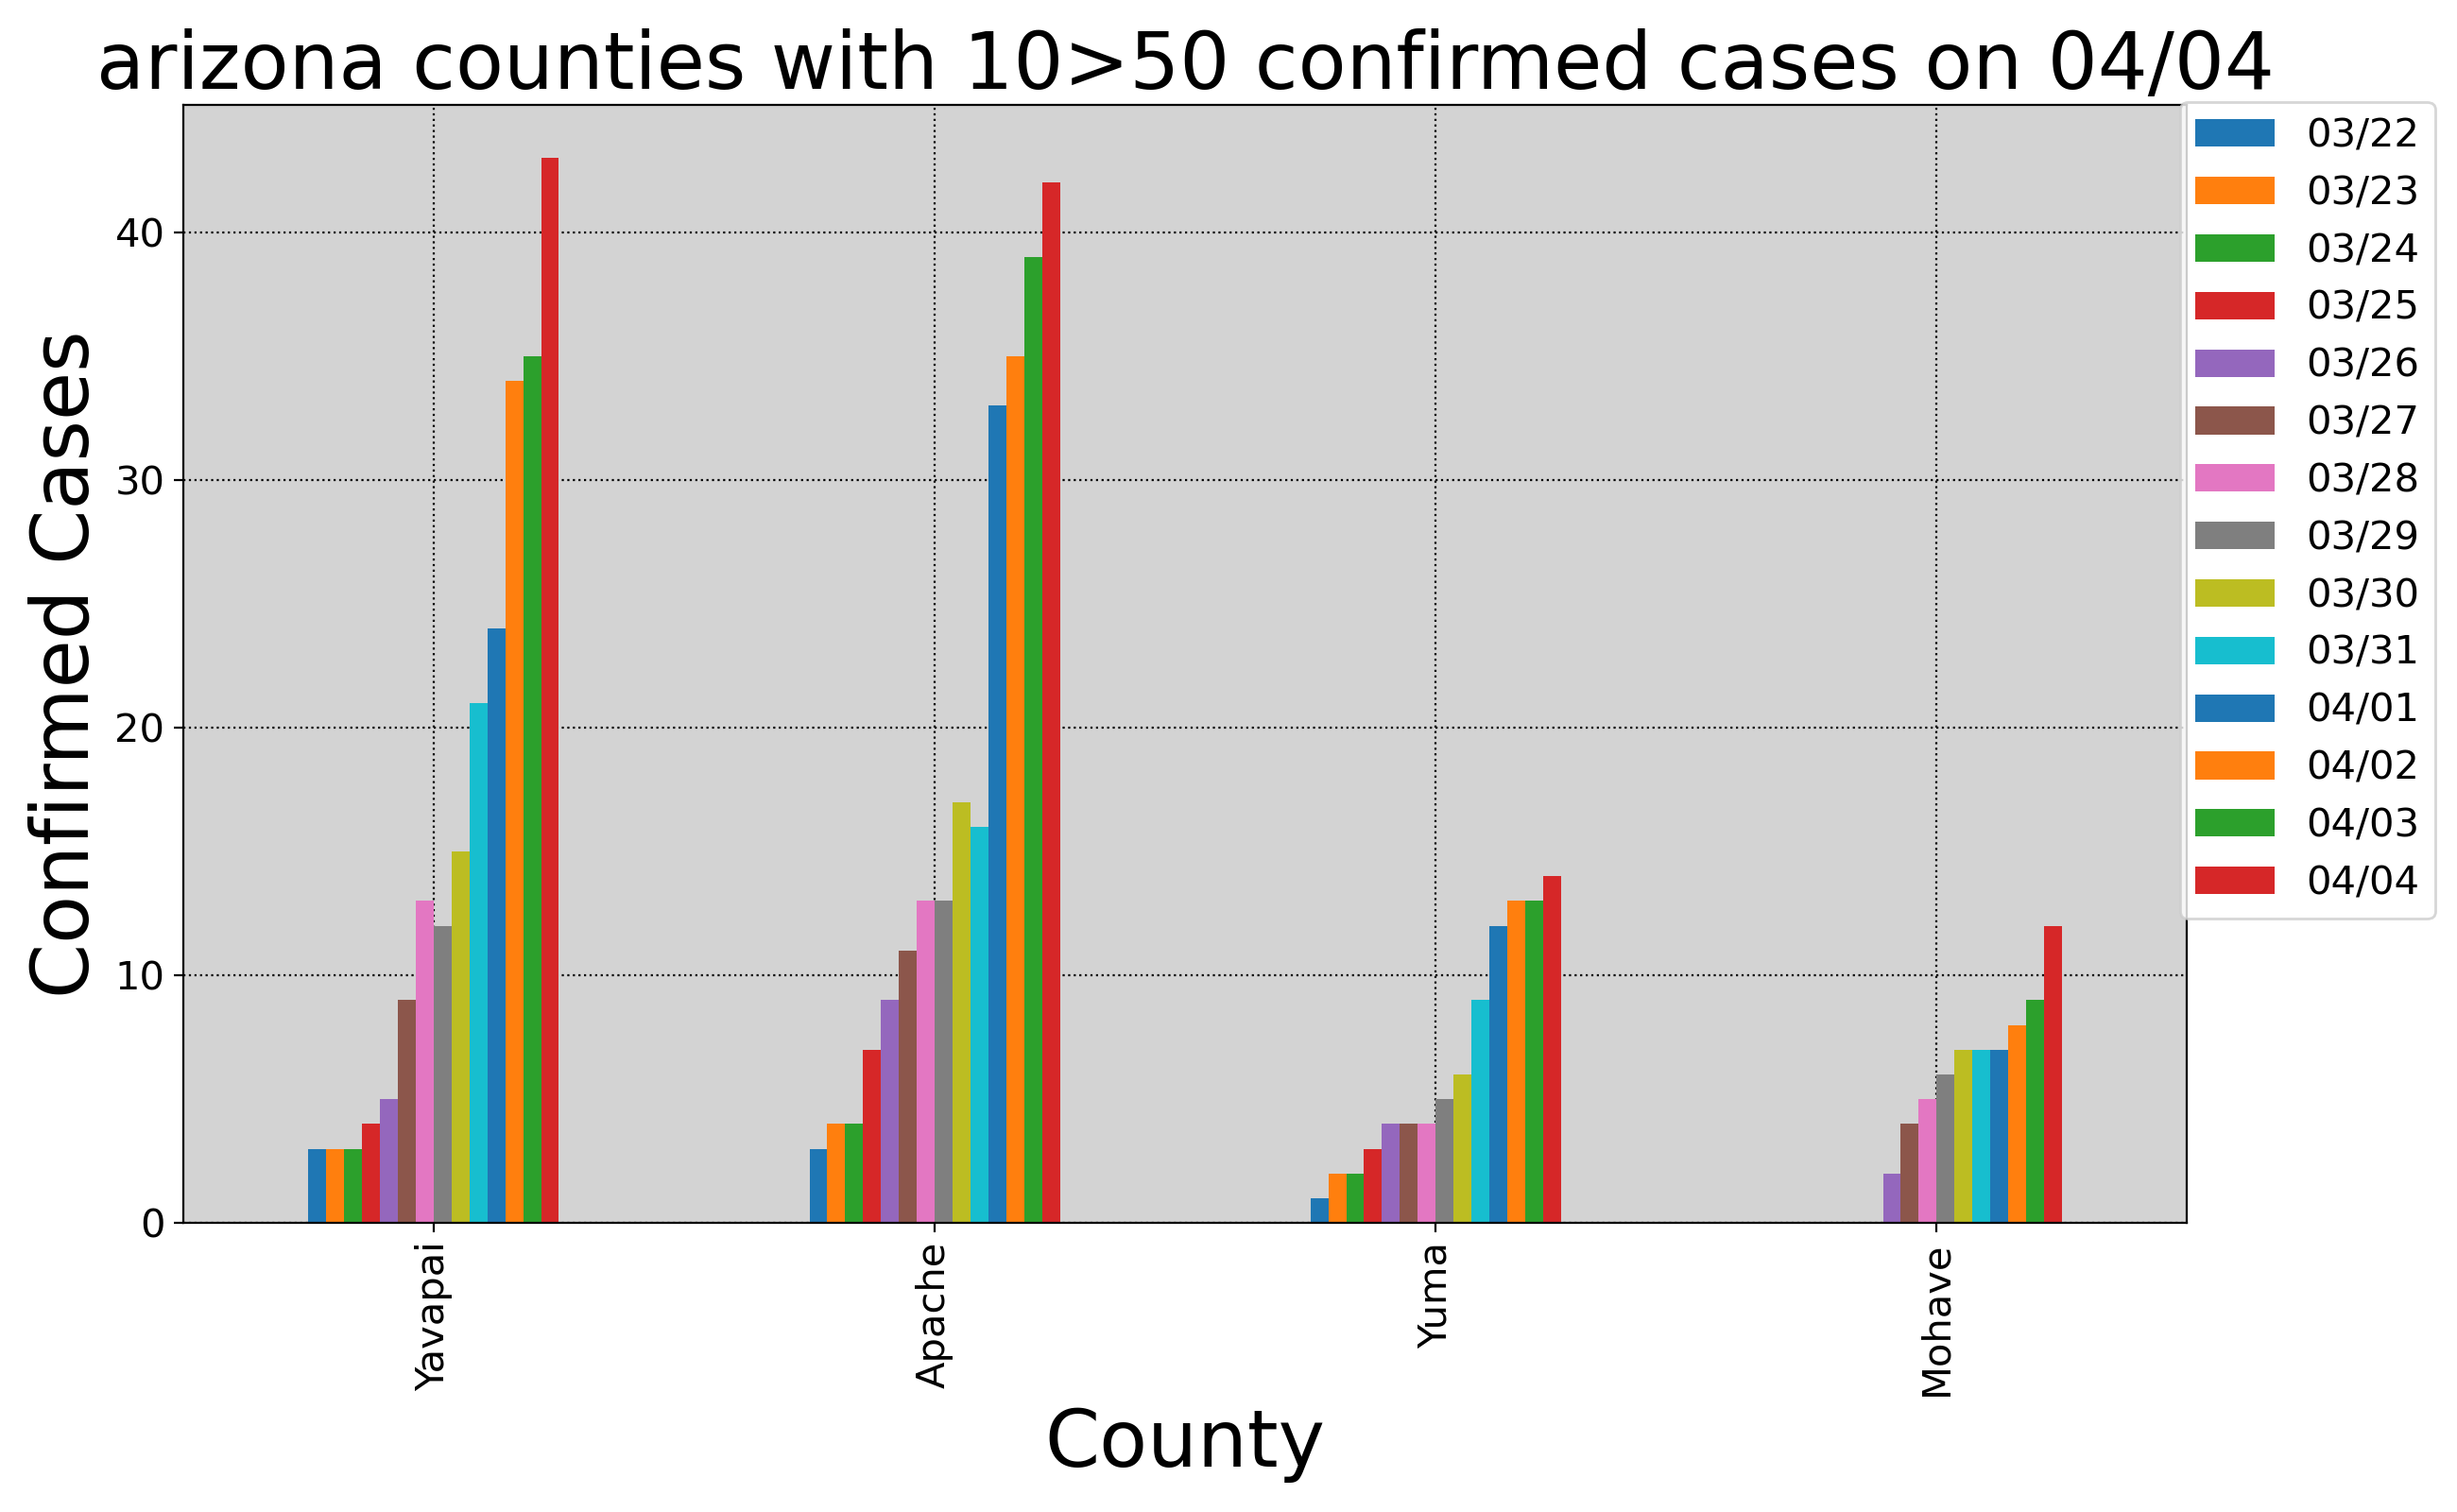 arizona counties with 10>50 confirmed cases on 04/04
Confirmed Cases
40
30
20
10
0
Yavapai
Apache
Yuma
Mohave
County
03/22
03/23
03/24
03/25
03/26
03/27
03/28
03/29
03/30
03/31
04/01
04/02
04/03
04/04